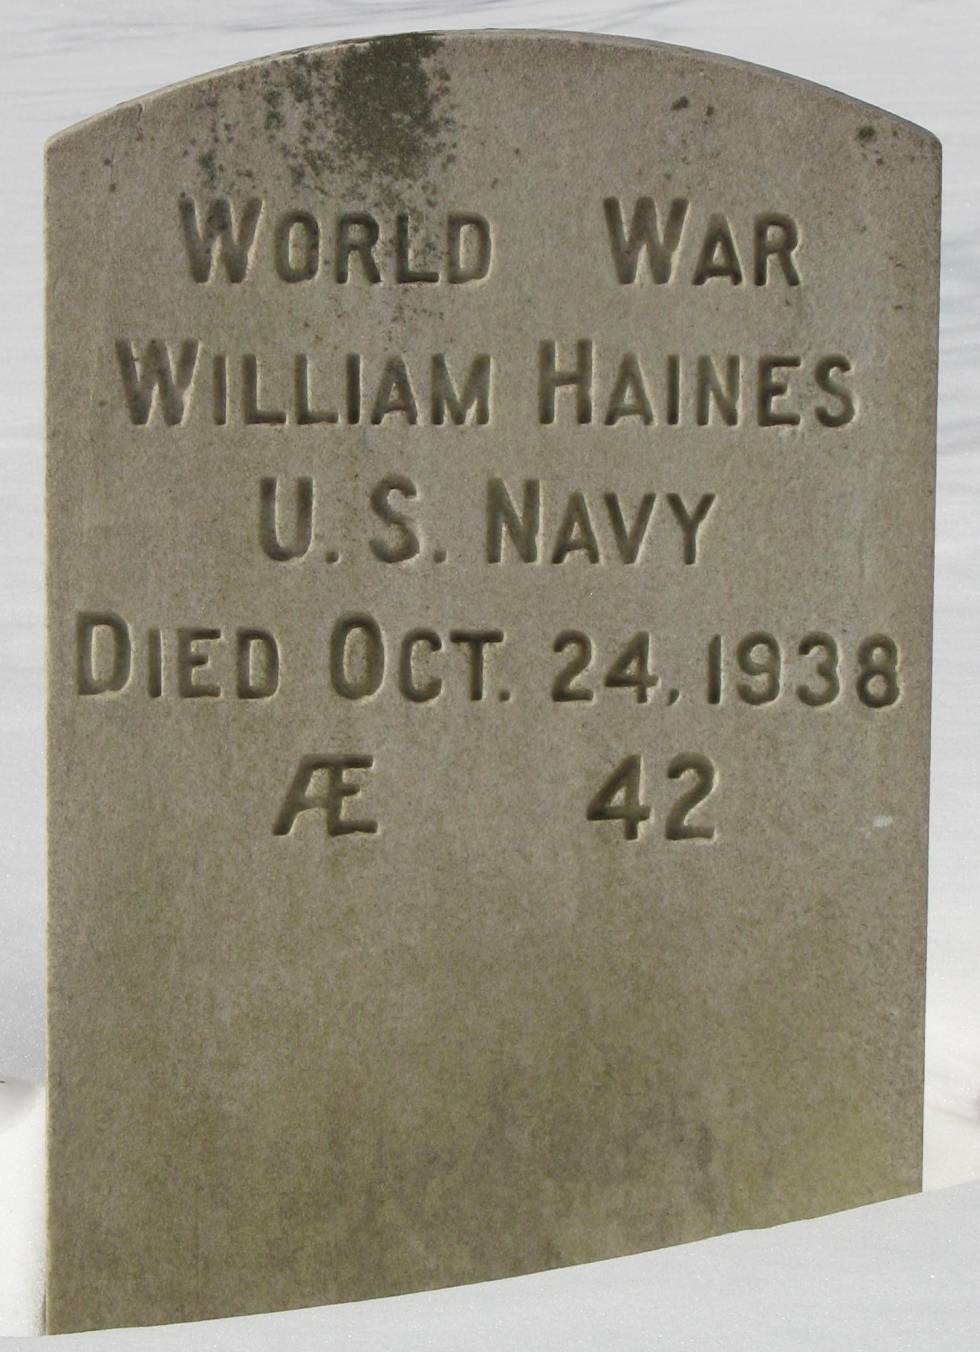 WORLD WAR
WILLIAM HAINES
U. S. NAVY
DIED OCT. 24, 1938
Æ 42